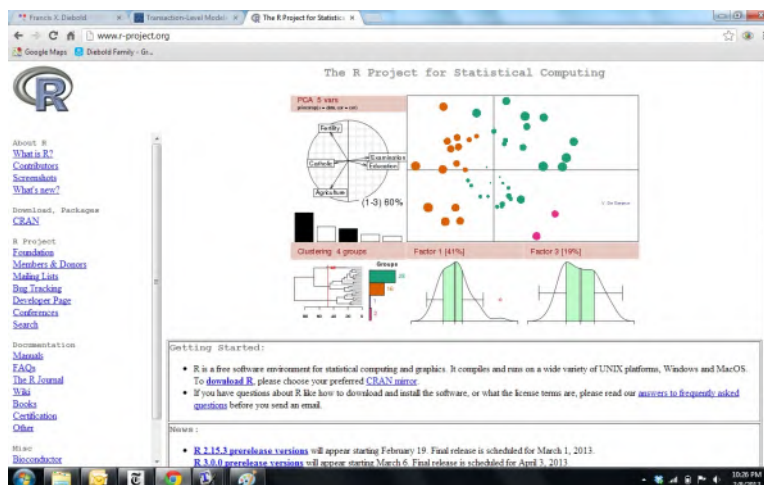 Francis X. Diebold
Transaction-Level Models
The R Project for Statistic
www.r-project.org
Google Maps
Diebold Family - Gr...
R
The R Project for Statistical Computing
PCA 5 vars
Fertility
Catholic
Examination
Education
Agriculture
(1-3) 60%
Clustering 4 groups
Factor 1 [41%]
Factor 3 [19%]
Groups
About R
What is R?
Contributors
Screenshots
What's new?
Download, Packages
CRAN
R Project
Foundation
Members & Donors
Mailing Lists
Bug Tracking
Developer Page
Conferences
Search
Documentation
Manuals
FAQs
The R Journal
Wiki
Books
Certification
Other
Misc
Bioconductor
Getting Started:
R is a free software environment for statistical computing and graphics. It compiles and runs on a wide variety of UNIX platforms, Windows and MacOS.
To download R, please choose your preferred CRAN mirror.
If you have questions about R like how to download and install the software, or what the license terms are, please read our answers to frequently asked
questions before you send an email.
News:
R 2.15.3 prerelease versions will appear starting February 19. Final release is scheduled for March 1, 2013.
R 3.0.0 prerelease versions will appear starting March 6. Final release is scheduled for April 3, 2013.
10:26 PM